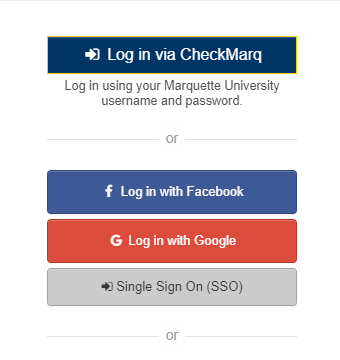 Log in via CheckMarq
Log in using your Marquette University
username and password.
or
Log in with Facebook
Log in with Google
Single Sign On (SSO)
or